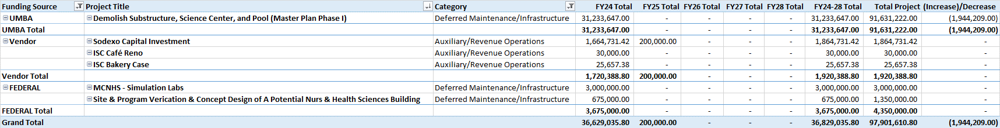 Funding Source Project Title Category FY24 Total FY25 Total FY26 Total FY27 Total FY28 Total FY24-28 Total Total Project (Increase)/Decrease
UMBA Demolish Substructure, Science Center, and Pool (Master Plan Phase I) Deferred Maintenance/Infrastructure 31,233,647.00 - - - - 31,233,647.00 91,631,222.00 (1,944,209.00)
UMBA Total 31,233,647.00 - - - - 31,233,647.00 91,631,222.00 (1,944,209.00)
Vendor Sodexo Capital Investment Auxiliary/Revenue Operations 1,664,731.42 200,000.00 - - - 1,864,731.42 1,864,731.42 -
ISC Café Reno Auxiliary/Revenue Operations 30,000.00 - - - - 30,000.00 30,000.00 -
ISC Bakery Case Auxiliary/Revenue Operations 25,657.38 - - - - 25,657.38 25,657.38 -
Vendor Total 1,720,388.80 200,000.00 - - - 1,920,388.80 1,920,388.80 -
FEDERAL MCNHS - Simulation Labs Deferred Maintenance/Infrastructure 3,000,000.00 - - - - 3,000,000.00 3,000,000.00 -
Site & Program Verication & Concept Design of A Potential Nurs & Health Sciences Building Deferred Maintenance/Infrastructure 675,000.00 - - - - 675,000.00 1,350,000.00 -
FEDERAL Total 3,675,000.00 - - - - 3,675,000.00 4,350,000.00 -
Grand Total 36,629,035.80 200,000.00 - - - 36,829,035.80 97,901,610.80 (1,944,209.00)